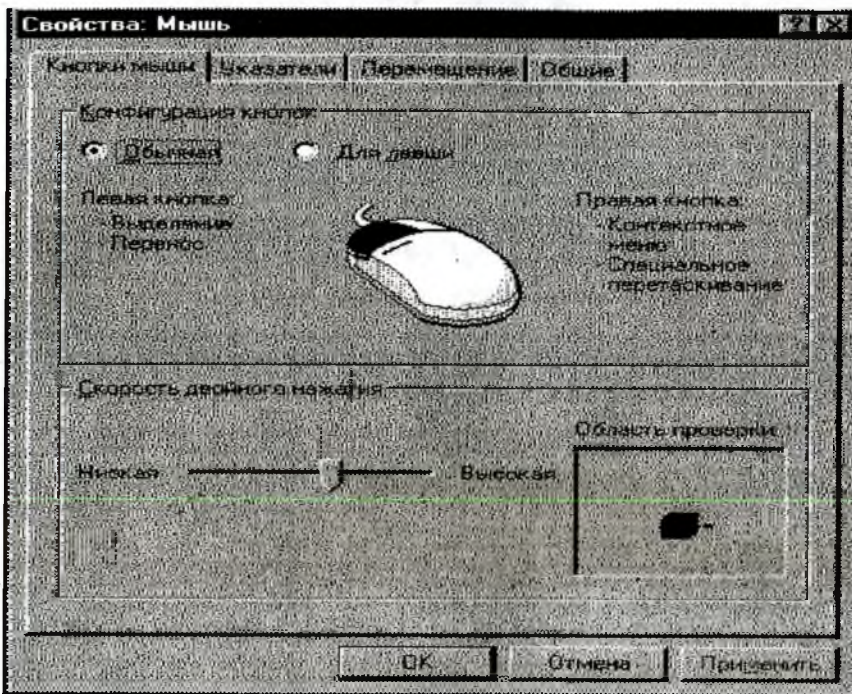 Свойства: Мышь
Кнопки мыши Указатели Перемещение Общие
Конфигурация кнопок
Обычная Для левши
Левая кнопка:
- Выделение
Перенос
Правая кнопка:
- Контекстное
меню
- Специальное
перетаскивание
Скорость двойного нажатия
Область проверки:
Низкая Высокая
OK Отмена Применить